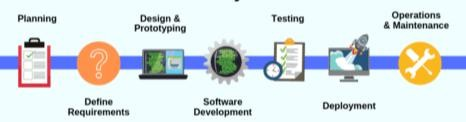 Planning
Define
Requirements
Design &
Prototyping
Software
Development
Testing
Deployment
Operations
& Maintenance